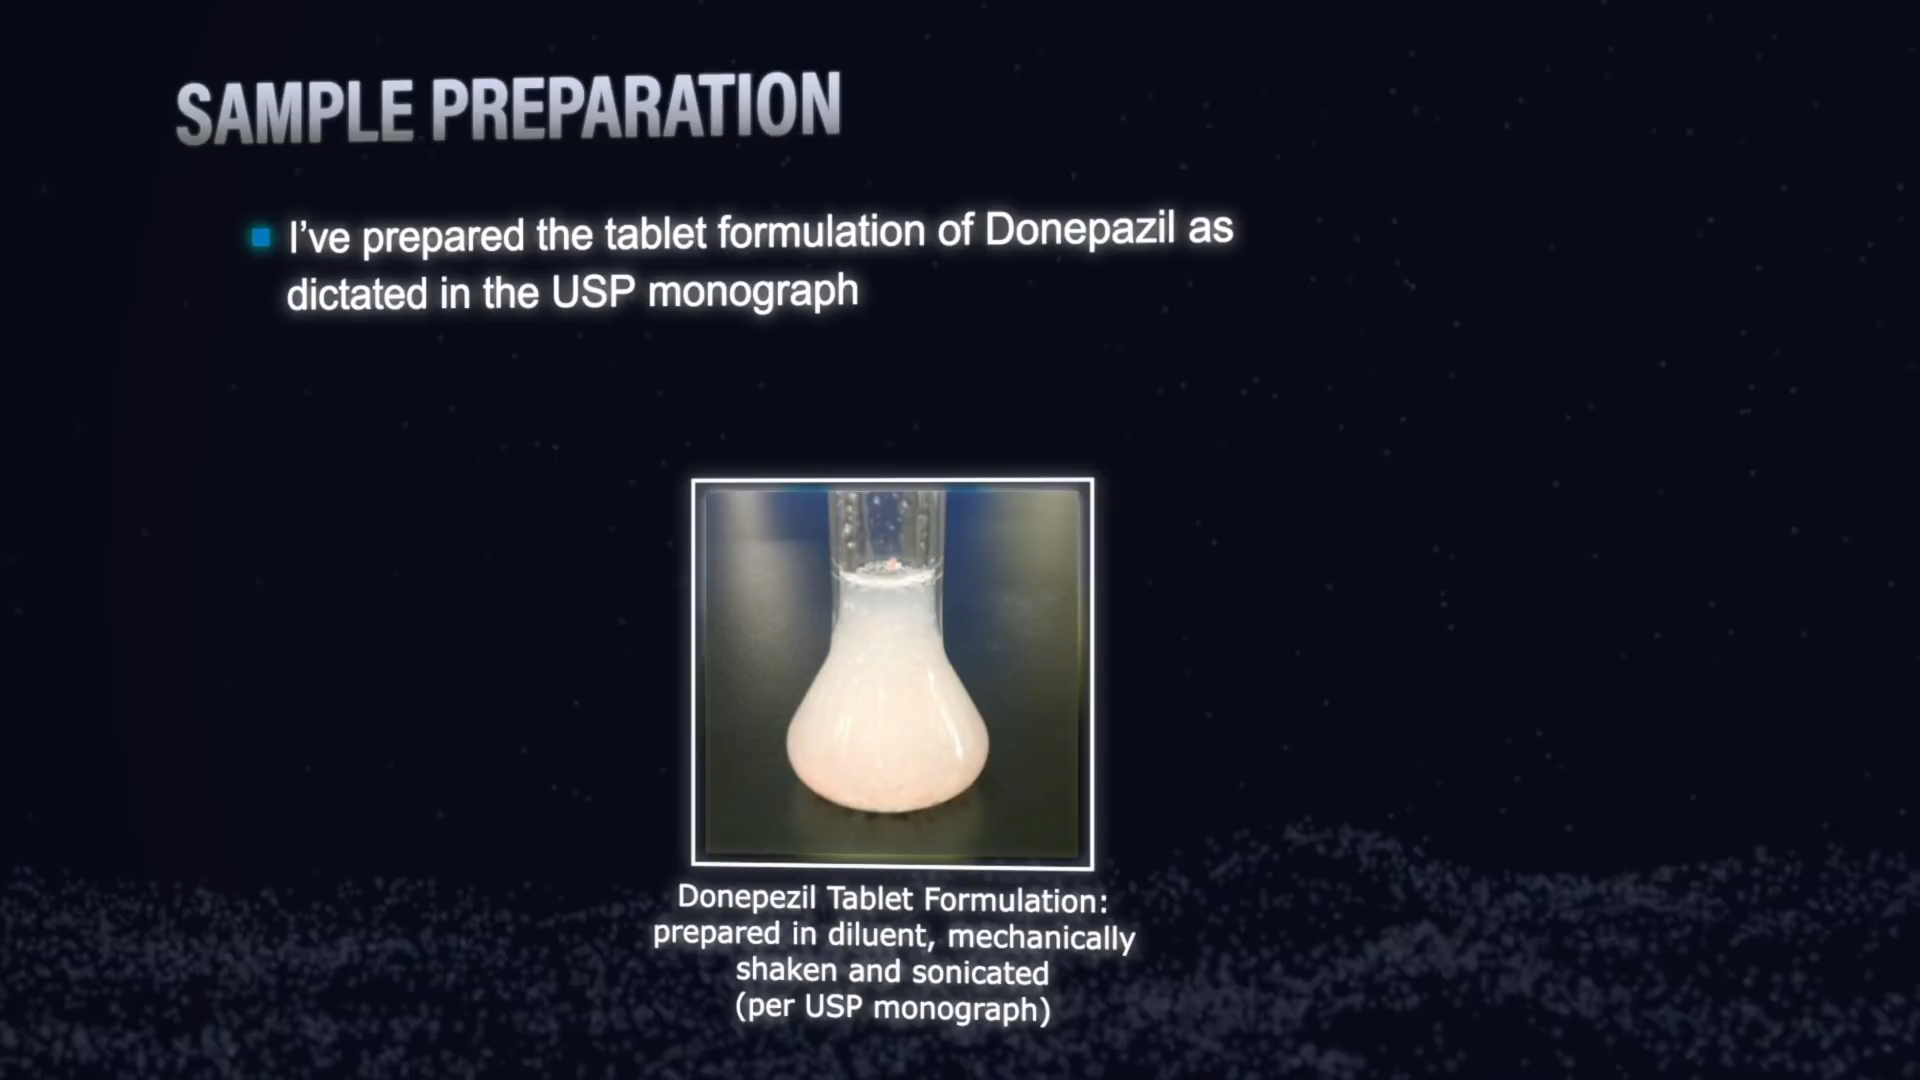 SAMPLE PREPARATION
I've prepared the tablet formulation of Donepazil as
dictated in the USP monograph
Donepezil Tablet Formulation:
prepared in diluent, mechanically
shaken and sonicated
(per USP monograph)